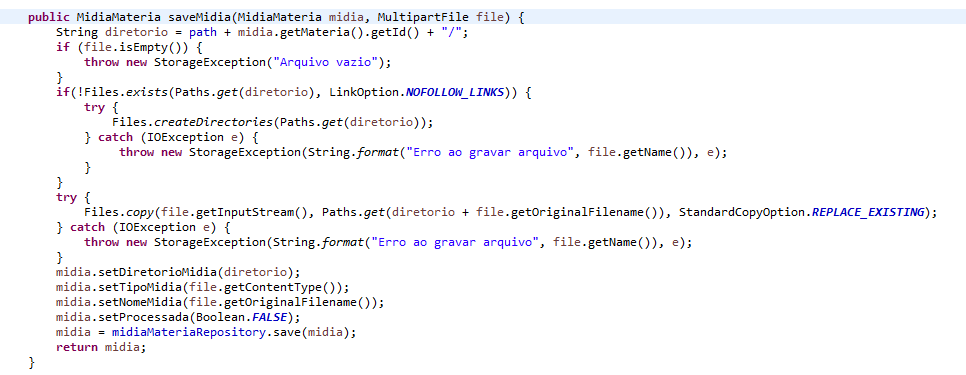 public MidiaMateria saveMidia(MidiaMateria midia, MultipartFile file) {
    String diretorio = path + midia.getMateria().getId() + "/";
    if (file.isEmpty()) {
        throw new StorageException("Arquivo vazio");
    }
    if(!Files.exists(Paths.get(diretorio), LinkOption.NOFOLLOW_LINKS)) {
        try {
            Files.createDirectories(Paths.get(diretorio));
        } catch (IOException e) {
             throw new StorageException(String.format("Erro ao gravar arquivo", file.getName()), e);
        }
    }
    try {
        Files.copy(file.getInputStream(), Paths.get(diretorio + file.getOriginalFilename()), StandardCopyOption.REPLACE_EXISTING);
    } catch (IOException e) {
        throw new StorageException(String.format("Erro ao gravar arquivo", file.getName()), e);
    }
    midia.setDiretorioMidia(diretorio);
    midia.setTipoMidia(file.getContentType());
    midia.setNomeMidia(file.getOriginalFilename());
    midia.setProcessada(Boolean.FALSE);
    midia = midiaMateriaRepository.save(midia);
    return midia;
}